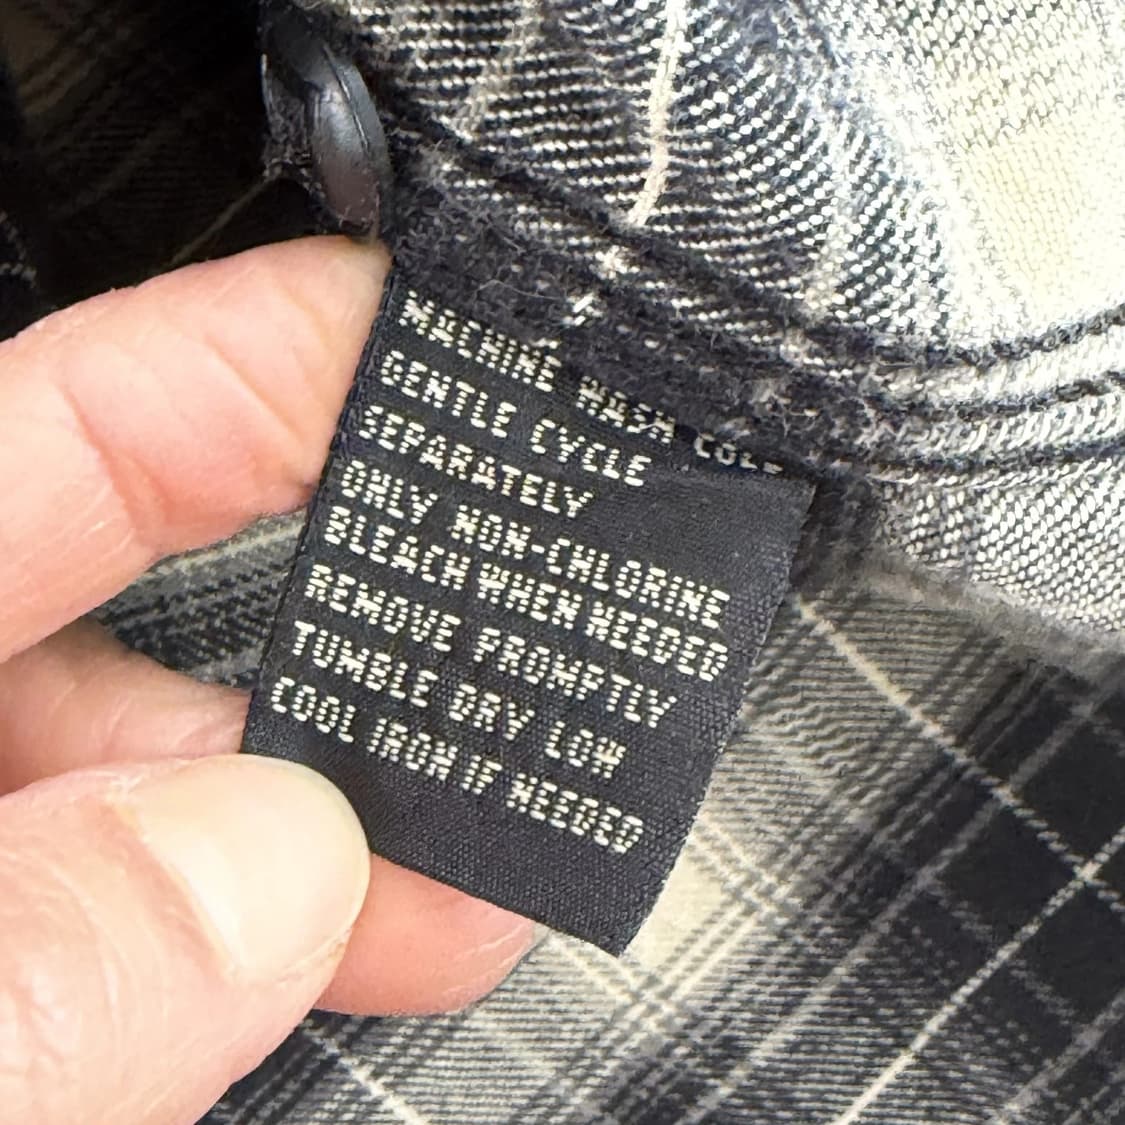 MACHINE WASH COLD
GENTLE CYCLE
SEPARATELY
ONLY NON-CHLORINE
BLEACH WHEN NEEDED
REMOVE PROMPTLY
TUMBLE DRY LOW
COOL IRON IF NEEDED